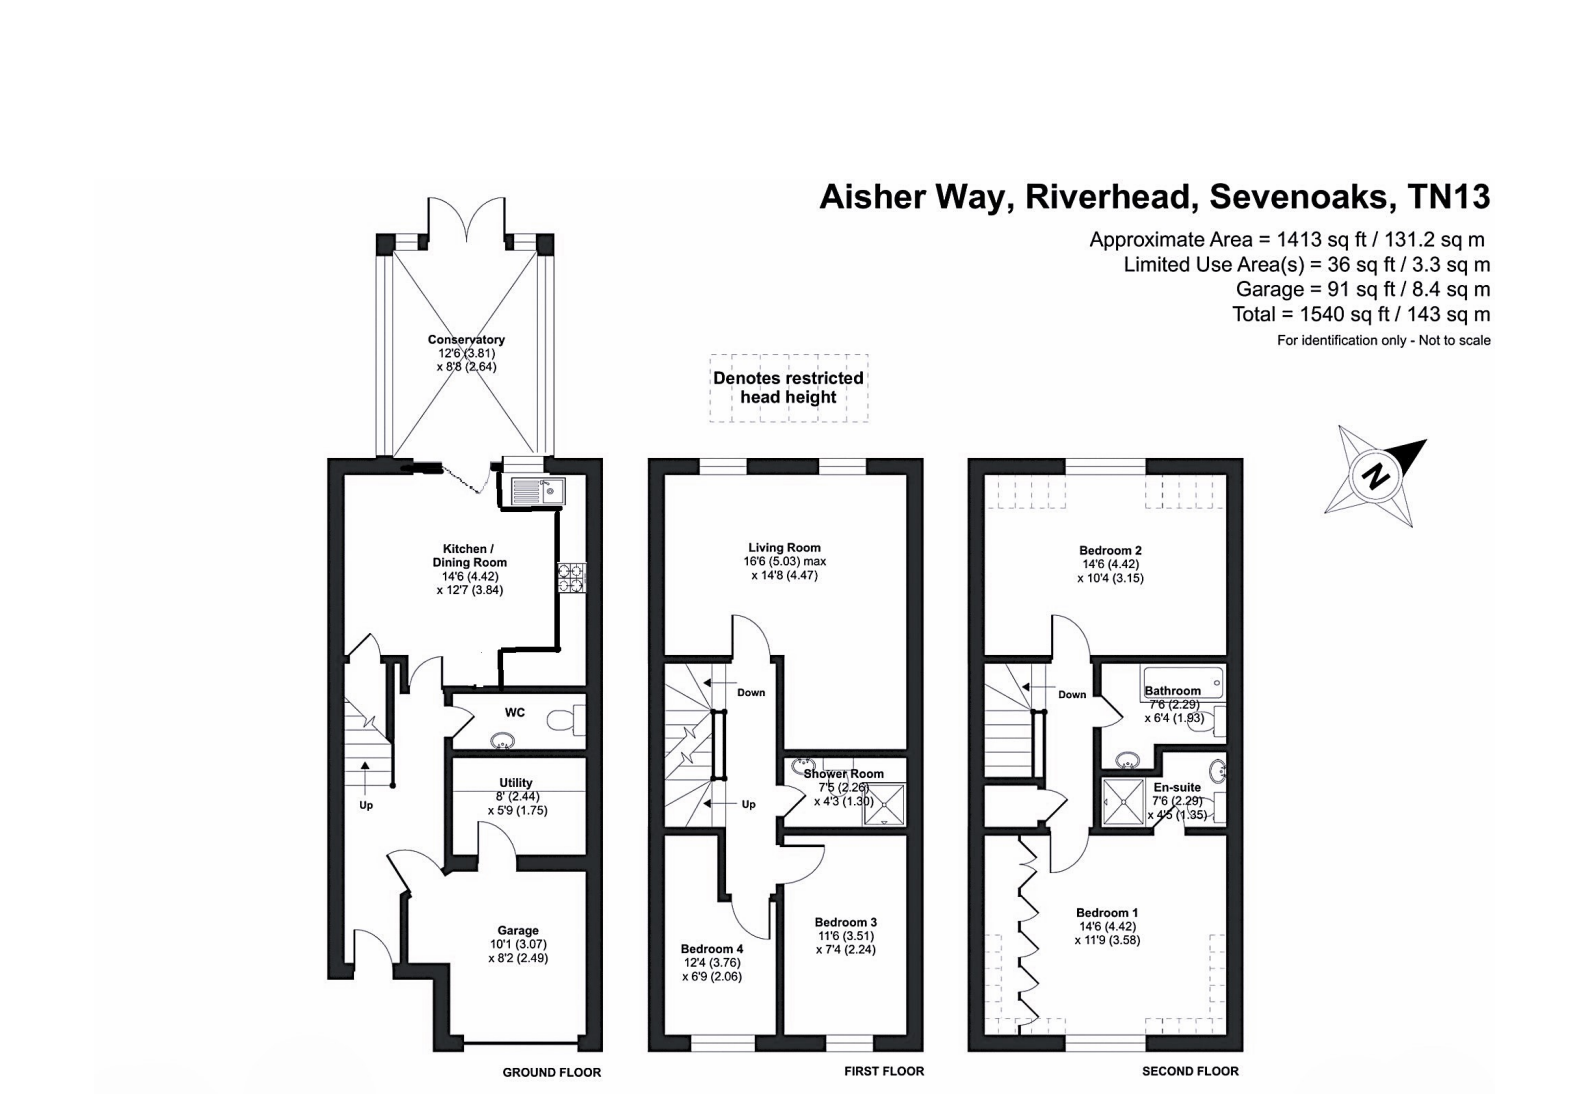 Aisher Way, Riverhead, Sevenoaks, TN13
Approximate Area = 1413 sq ft / 131.2 sq m
Limited Use Area(s) = 36 sq ft / 3.3 sq m
Garage = 91 sq ft / 8.4 sq m
Total = 1540 sq ft / 143 sq m
For identification only - Not to scale
Denotes restricted
head height
N
Conservatory
12'6 (3.81)
x 8'8 (2.64)
Kitchen /
Dining Room
14'6 (4.42)
x 12'7 (3.84)
WC
Utility
8' (2.44)
x 5'9 (1.75)
Up
Garage
10'1 (3.07)
x 8'2 (2.49)
GROUND FLOOR
Living Room
16'6 (5.03) max
x 14'8 (4.47)
Down
Up
Shower Room
7'5 (2.26)
x 4'3 (1.30)
Bedroom 3
11'6 (3.51)
x 7'4 (2.24)
Bedroom 4
12'4 (3.76)
x 6'9 (2.06)
FIRST FLOOR
Bedroom 2
14'6 (4.42)
x 10'4 (3.15)
Down
Bathroom
7'6 (2.29)
x 6'4 (1.93)
En-suite
7'6 (2.29)
x 4'5 (1.35)
Bedroom 1
14'6 (4.42)
x 11'9 (3.58)
SECOND FLOOR